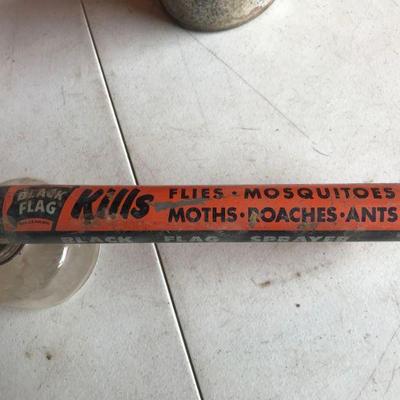 BLACK
FLAG
Kills
FLIES · MOSQUITOES
MOTHS · ROACHES · ANTS
BLACK FLAG SPRAYER